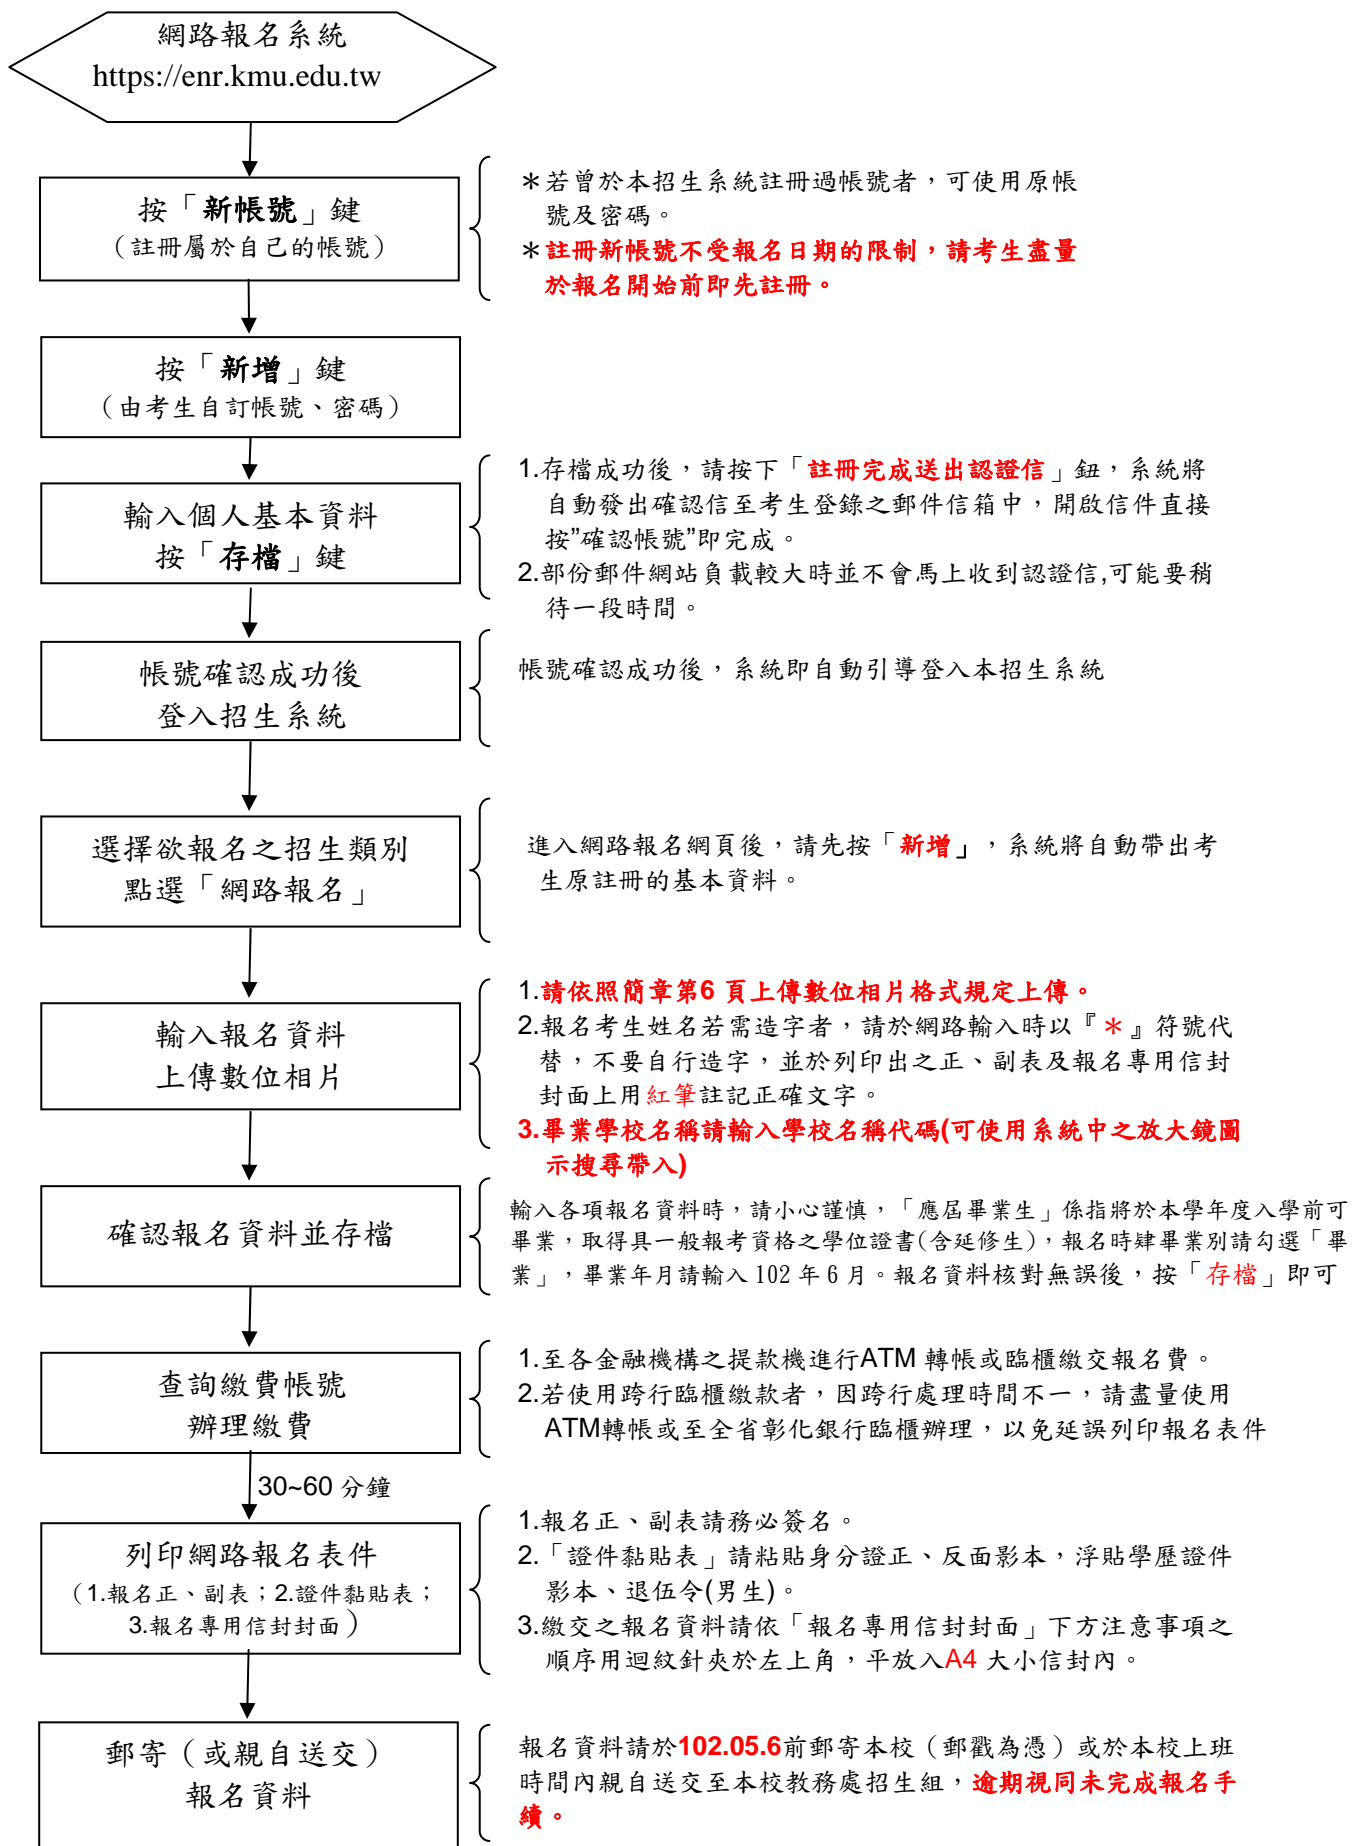 網路報名系統
https://enr.kmu.edu.tw
按「新帳號」鍵
（註冊屬於自己的帳號）
＊若曾於本招生系統註冊過帳號者，可使用原帳
號及密碼。
＊註冊新帳號不受報名日期的限制，請考生盡量
於報名開始前即先註冊。
按「新增」鍵
（由考生自訂帳號、密碼）
輸入個人基本資料
按「存檔」鍵
1.存檔成功後，請按下「註冊完成送出認證信」鈕，系統將
自動發出確認信至考生登錄之郵件信箱中，開啟信件直接
按”確認帳號”即完成。
2.部份郵件網站負載較大時並不會馬上收到認證信,可能要稍
待一段時間。
帳號確認成功後
登入招生系統
帳號確認成功後，系統即自動引導登入本招生系統
選擇欲報名之招生類別
點選「網路報名」
進入網路報名網頁後，請先按「新增」，系統將自動帶出考
生原註冊的基本資料。
輸入報名資料
上傳數位相片
1.請依照簡章第6 頁上傳數位相片格式規定上傳。
2.報名考生姓名若需造字者，請於網路輸入時以『＊』符號代
替，不要自行造字，並於列印出之正、副表及報名專用信封
封面上用紅筆註記正確文字。
3.畢業學校名稱請輸入學校名稱代碼(可使用系統中之放大鏡圖
示搜尋帶入)
確認報名資料並存檔
輸入各項報名資料時，請小心謹慎，「應屆畢業生」係指將於本學年度入學前可
畢業，取得具一般報考資格之學位證書(含延修生)，報名時肄畢業別請勾選「畢
業」，畢業年月請輸入 102 年 6 月。報名資料核對無誤後，按「存檔」即可
查詢繳費帳號
辦理繳費
1.至各金融機構之提款機進行ATM 轉帳或臨櫃繳交報名費。
2.若使用跨行臨櫃繳款者，因跨行處理時間不一，請盡量使用
ATM轉帳或至全省彰化銀行臨櫃辦理，以免延誤列印報名表件
30~60 分鐘
列印網路報名表件
（1.報名正、副表；2.證件黏貼表；
3.報名專用信封封面）
1.報名正、副表請務必簽名。
2.「證件黏貼表」請粘貼身分證正、反面影本，浮貼學歷證件
影本、退伍令(男生)。
3.繳交之報名資料請依「報名專用信封封面」下方注意事項之
順序用迴紋針夾於左上角，平放入A4 大小信封內。
郵寄（或親自送交）
報名資料
報名資料請於102.05.6前郵寄本校（郵戳為憑）或於本校上班
時間內親自送交至本校教務處招生組，逾期視同未完成報名手
續。